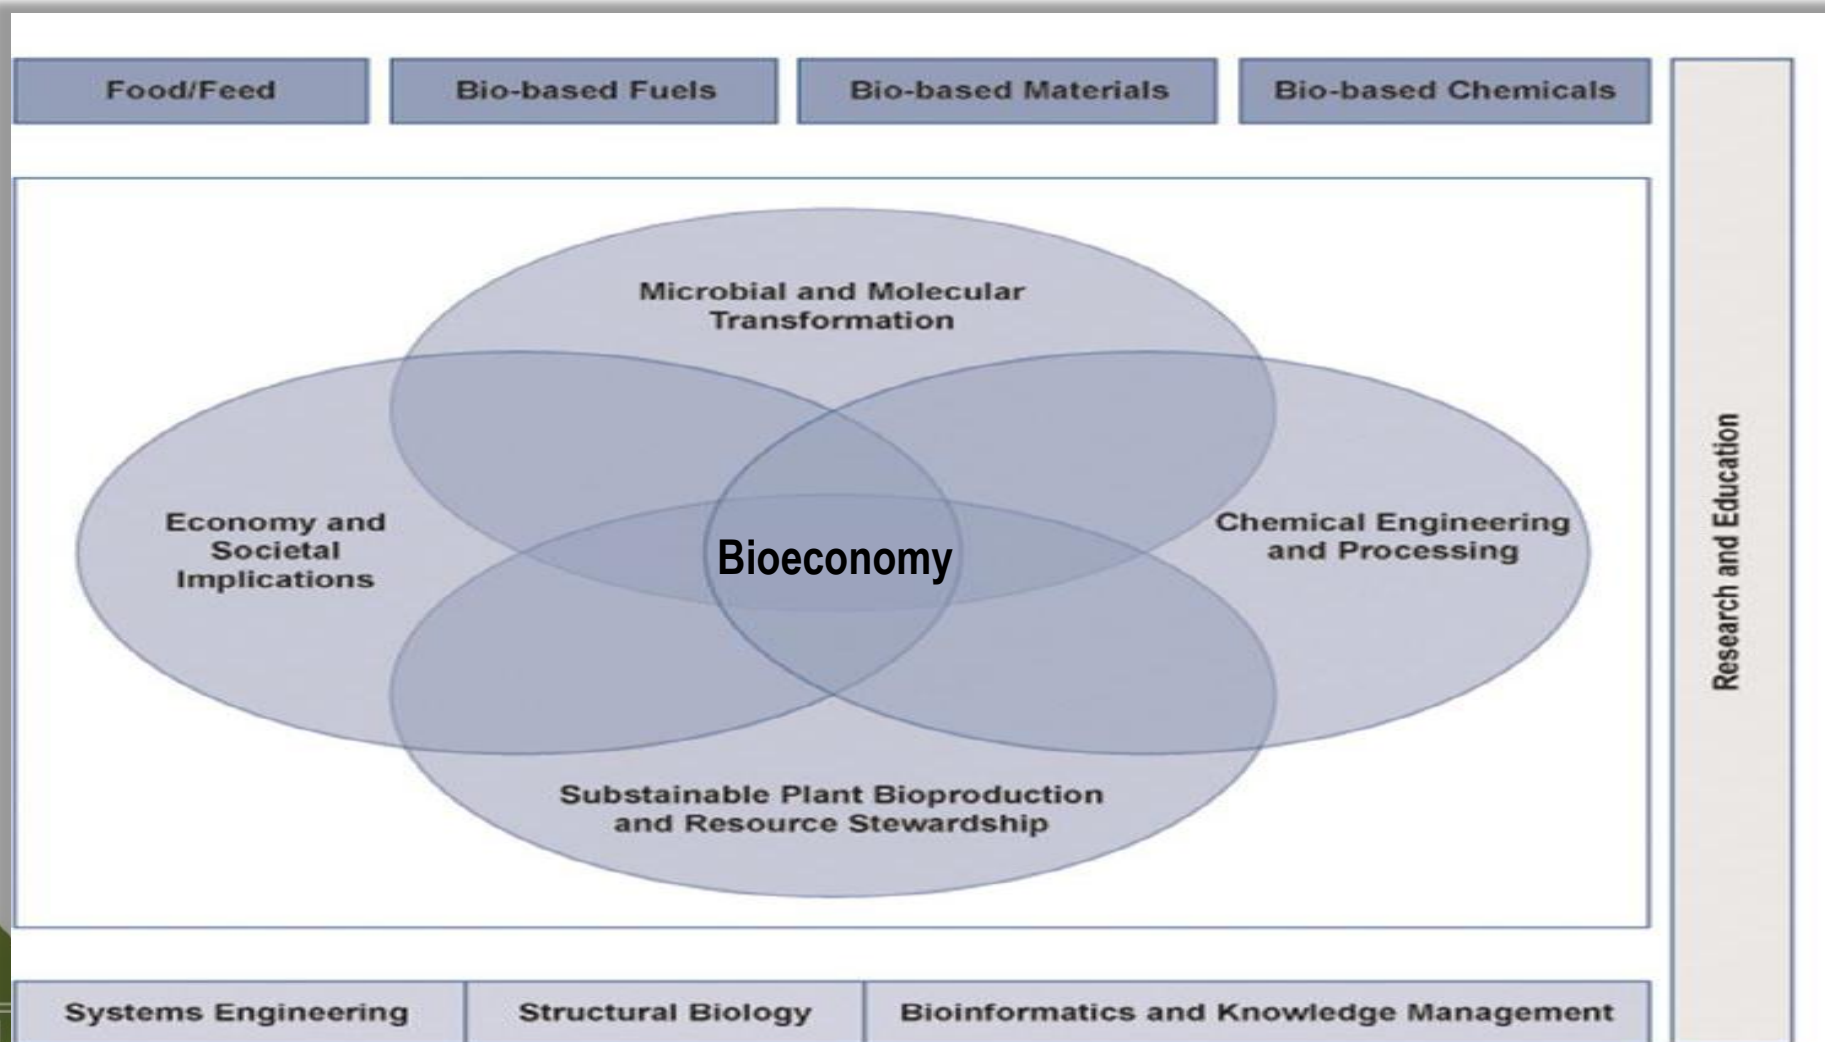 Food/Feed
Bio-based Fuels
Bio-based Materials
Bio-based Chemicals
Microbial and Molecular
Transformation
Economy and
Societal
Implications
Bioeconomy
Chemical Engineering
and Processing
Substainable Plant Bioproduction
and Resource Stewardship
Research and Education
Systems Engineering
Structural Biology
Bioinformatics and Knowledge Management